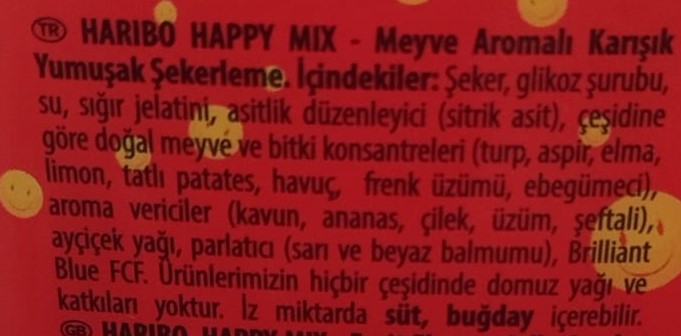 TR HARIBO HAPPY MIX - Meyve Aromalı Karışık
Yumuşak Şekerleme. İçindekiler: Şeker, glikoz şurubu,
su, sığır jelatini, asitlik düzenleyici (sitrik asit), çeşidine
göre doğal meyve ve bitki konsantreleri (turp, aspir, elma,
limon, tatlı patates, havuç, frenk üzümü, ebegümeci),
aroma vericiler (kavun, ananas, çilek, üzüm, şeftali),
ayçiçek yağı, parlatıcı (sarı ve beyaz balmumu), Brilliant
Blue FCF. Ürünlerimizin hiçbir çeşidinde domuz yağı ve
katkıları yoktur. İz miktarda süt, buğday içerebilir.
GB HARIBO HAPPY MIX